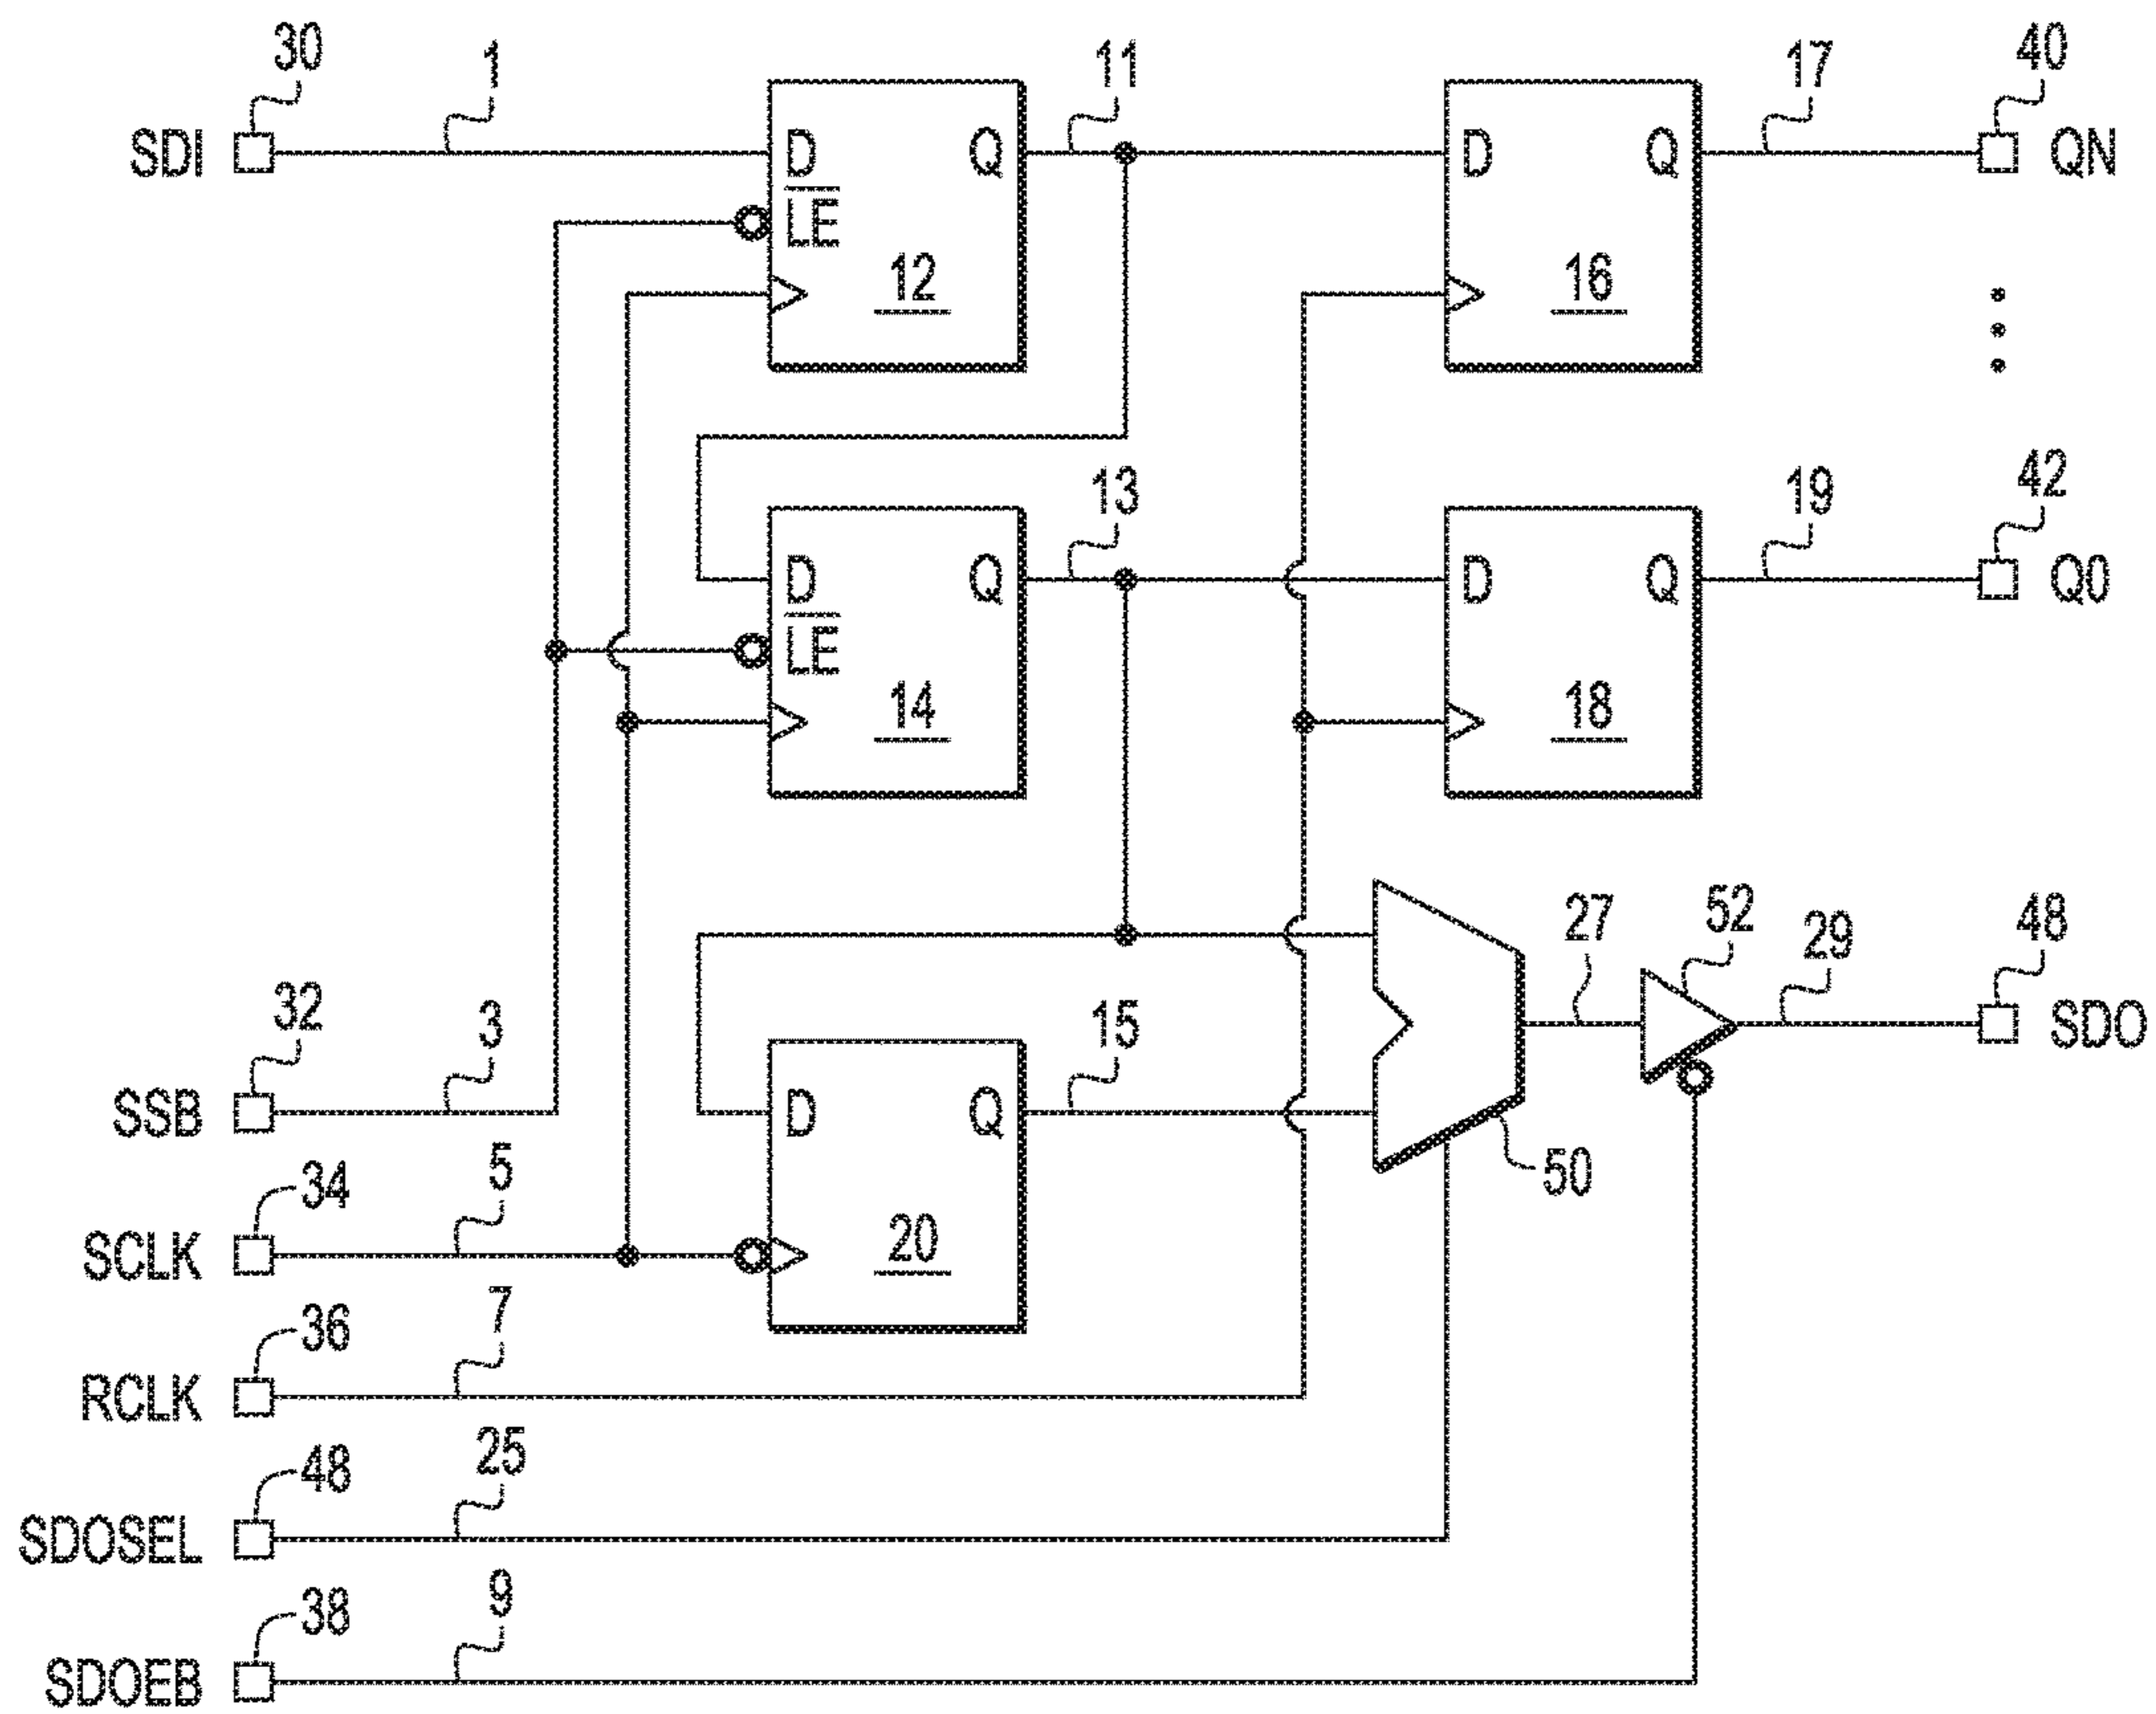 30 1 11 17 40
SDI D Q D Q QN
LE
12 16
13 19 42
D Q D Q Q0
LE
14 18
27 52 29 48
SDO
32 3 15
SSB D Q
50
34 5
SCLK 20
36 7
RCLK
48 25
SDOSEL
38 9
SDOEB